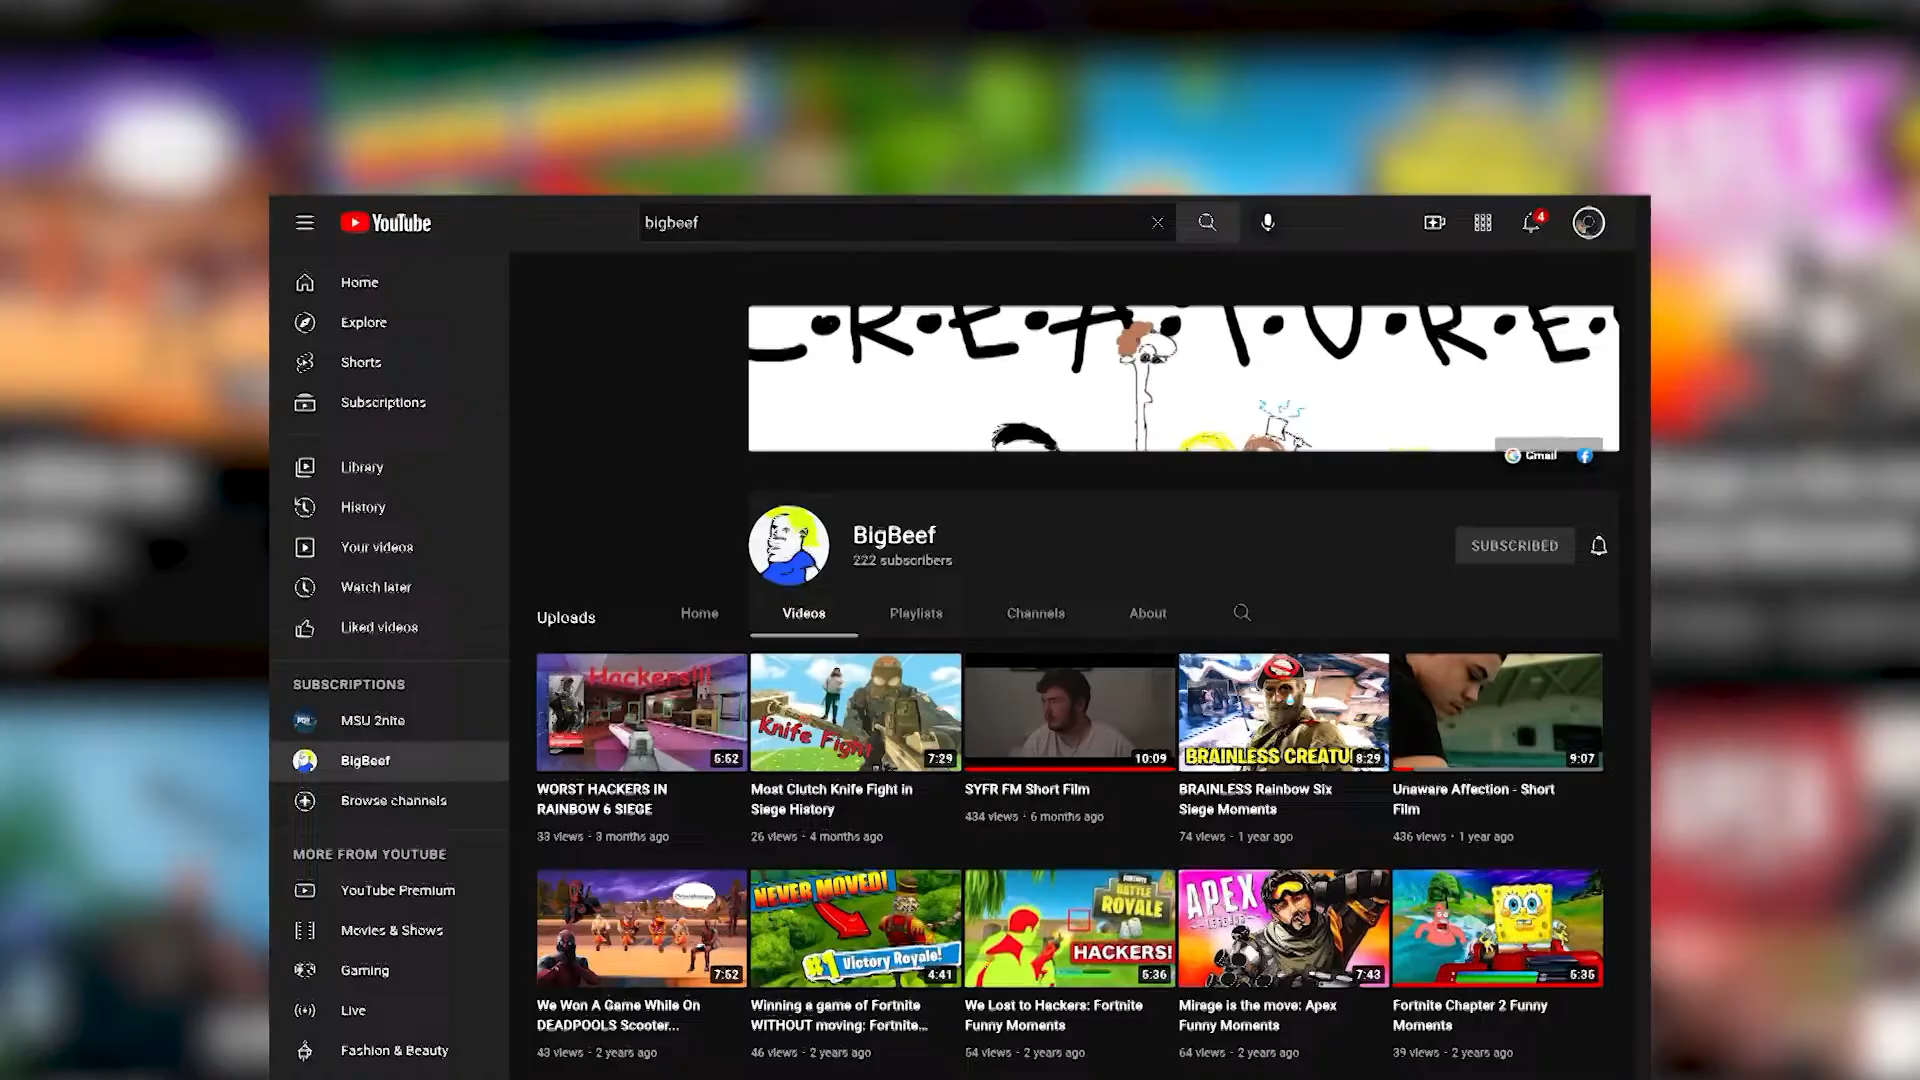 YouTube
bigbeef
4
Home
Explore
Shorts
Subscriptions
Library
History
Your videos
Watch later
Liked videos
SUBSCRIPTIONS
MSU 2nite
BigBeef
Browse channels
MORE FROM YOUTUBE
YouTube Premium
Movies & Shows
Gaming
Live
Fashion & Beauty
C.R.E.A.T.U.R.E.
Gmail
BigBeef
222 subscribers
SUBSCRIBED
Uploads
Home
Videos
Playlists
Channels
About
Hackers!!!
5:52
Knife Fight
7:29
10:09
BRAINLESS CREATU
8:29
9:07
WORST HACKERS IN
RAINBOW 6 SIEGE
33 views · 3 months ago
Most Clutch Knife Fight in
Siege History
26 views · 4 months ago
SYFR FM Short Film
434 views · 6 months ago
BRAINLESS Rainbow Six
Siege Moments
74 views · 1 year ago
Unaware Affection - Short
Film
436 views · 1 year ago
7:52
NEVER MOVED!
#1 Victory Royale!
4:41
BATTLE
ROYALE
HACKERS!
5:36
APEX
LEGENDS
7:43
5:35
We Won A Game While On
DEADPOOLS Scooter...
43 views · 2 years ago
Winning a game of Fortnite
WITHOUT moving: Fortnite...
46 views · 2 years ago
We Lost to Hackers: Fortnite
Funny Moments
54 views · 2 years ago
Mirage is the move: Apex
Funny Moments
64 views · 2 years ago
Fortnite Chapter 2 Funny
Moments
39 views · 2 years ago